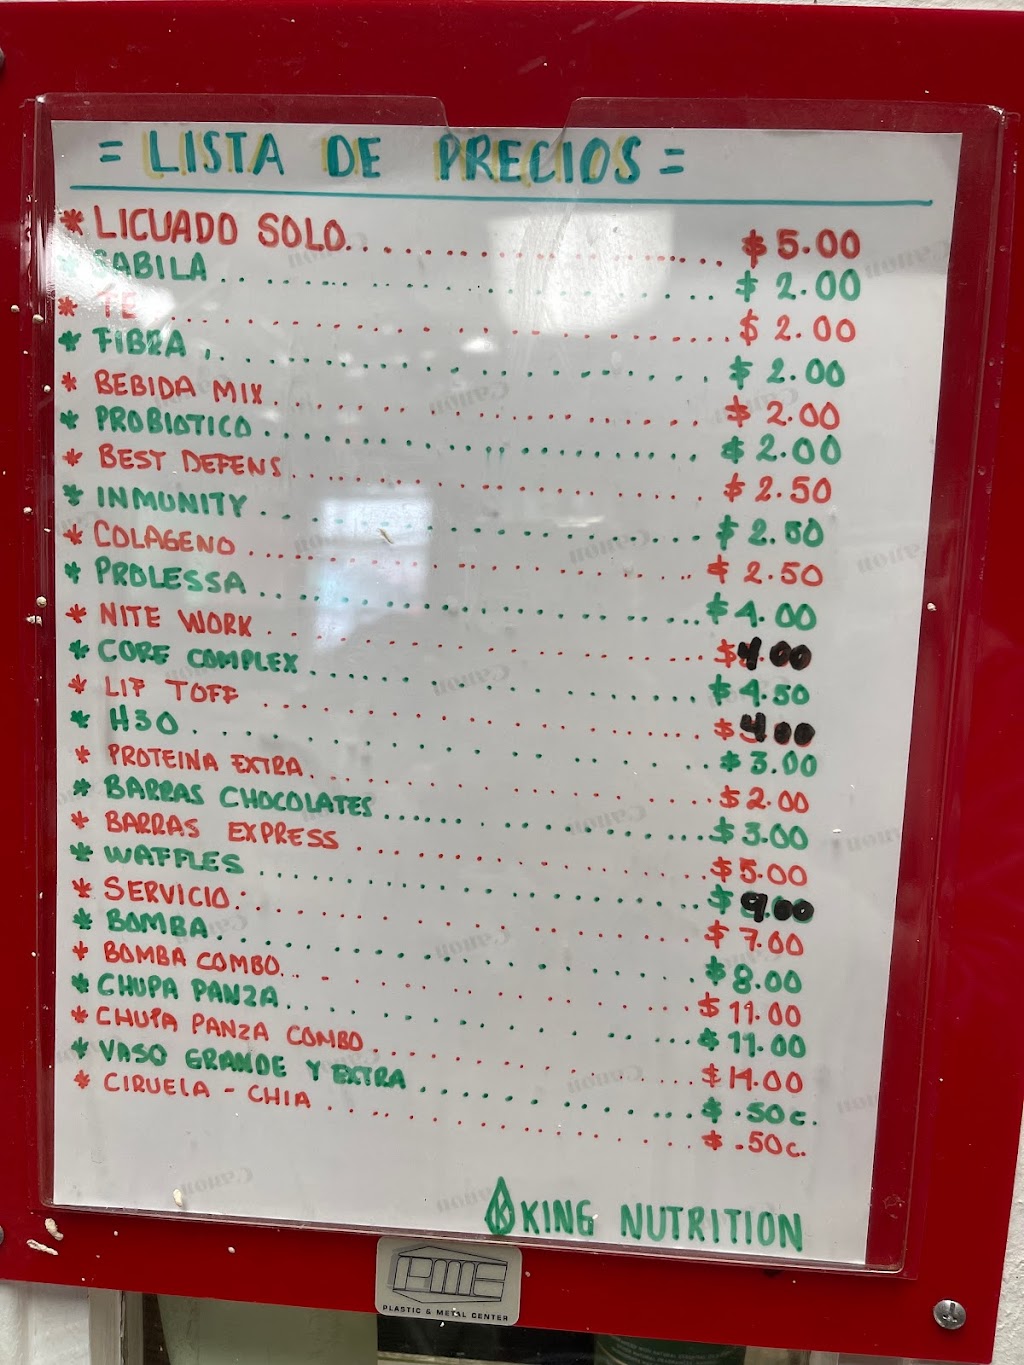 = LISTA DE PRECIOS =
* LICUADO SOLO. . . . . . . . . . $ 5.00
* SABILA . . . . . . . . . . $ 2.00
* TE . . . . . . . . . . $ 2.00
* FIBRA . . . . . . . . . . $ 2.00
* BEBIDA MIX . . . . . . . . . . $ 2.00
* PROBIOTICO . . . . . . . . . . $ 2.00
* BEST DEFENS . . . . . . . . . . $ 2.50
* INMUNITY . . . . . . . . . . $ 2.50
* COLAGENO . . . . . . . . . . $ 2.50
* PROLESSA . . . . . . . . . . $ 4.00
* NITE WORK . . . . . . . . . . $ 4.00
* CORE COMPLEX . . . . . . . . . . $ 4.50
* LIF TOFF . . . . . . . . . . $ 4.00
* H30 . . . . . . . . . . $ 3.00
* PROTEINA EXTRA . . . . . . . . . . $ 2.00
* BARRAS CHOCOLATES . . . . . . . . . . $ 3.00
* BARRAS EXPRESS . . . . . . . . . . $ 5.00
* WAFFLES . . . . . . . . . . $ 9.00
* SERVICIO: . . . . . . . . . . $ 7.00
* BOMBA . . . . . . . . . . $ 8.00
* BOMBA COMBO . . . . . . . . . . $ 11.00
* CHUPA PANZA . . . . . . . . . . $ 11.00
* CHUPA PANZA COMBO . . . . . . . . . . $ 14.00
* VASO GRANDE Y EXTRA . . . . . . . . . . $ .50c.
* CIRUELA - CHIA . . . . . . . . . . $ .50c.
KING NUTRITION
PMC
PLASTIC & METAL CENTER